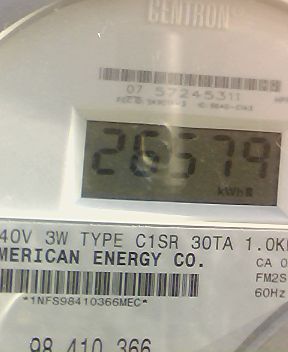 CENTRON
07 57245311
26579
kWh
40V 3W TYPE C1SR 30TA 1.0K
MERICAN ENERGY CO.
CA 0
FM2S
*1NFS98410366MEC*
60Hz
98 410 366